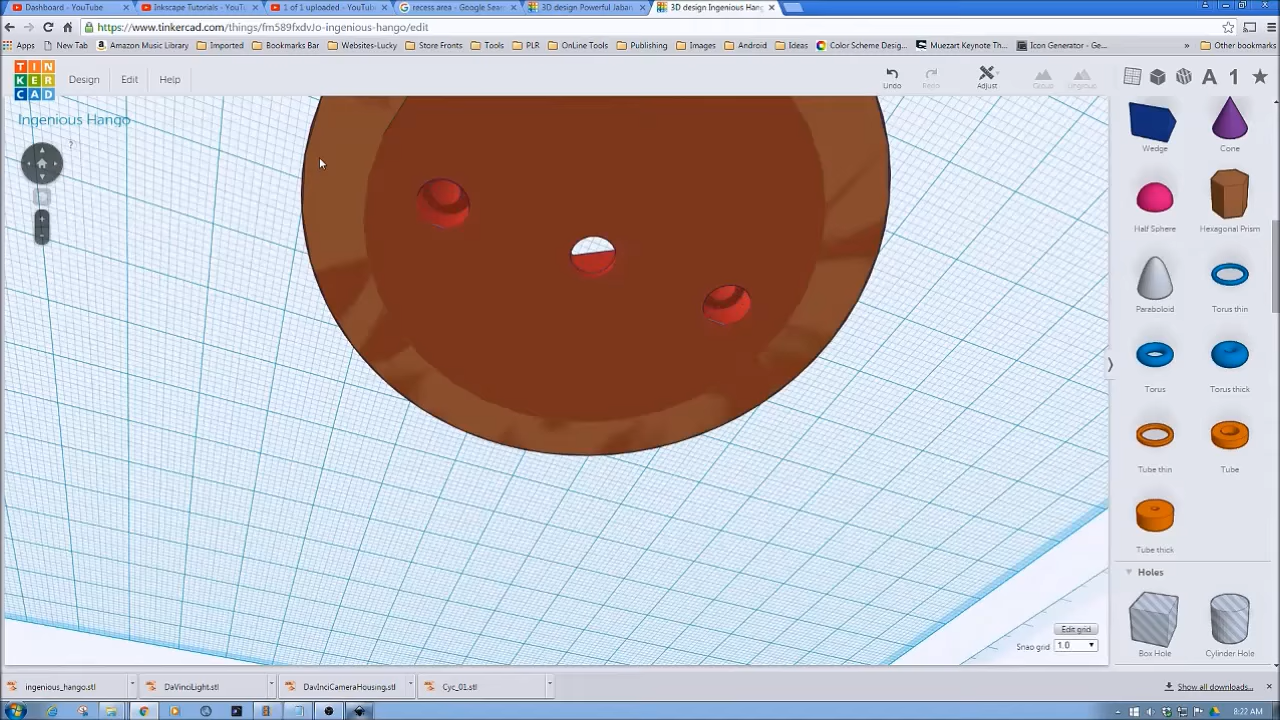 Dashboard - YouTube
Inkscape Tutorials - YouTu
1 of 1 uploaded - YouTube
recess area - Google Sear
3D design Powerful Jaban
3D design Ingenious Hang
https://www.tinkercad.com/things/fm589fxdvJo-ingenious-hango/edit
Apps
New Tab
Amazon Music Library
Imported
Bookmarks Bar
Websites-Lucky
Store Fronts
Tools
PLR
OnLine Tools
Publishing
Images
Android
Ideas
Color Scheme Design...
Muezart Keynote Th...
Icon Generator - Ge...
»
Other bookmarks
TIN
KER
CAD
Design
Edit
Help
Undo
Redo
Adjust
Group
Ungroup
Ingenious Hango
?
Wedge
Cone
Half Sphere
Hexagonal Prism
Paraboloid
Torus thin
Torus
Torus thick
Tube thin
Tube
Tube thick
Holes
Box Hole
Cylinder Hole
Edit grid
Snap grid
1.0
ingenious_hango.stl
DaVinciLight.stl
DavInciCameraHousing.stl
Cyc_01.stl
Show all downloads...
8:22 AM